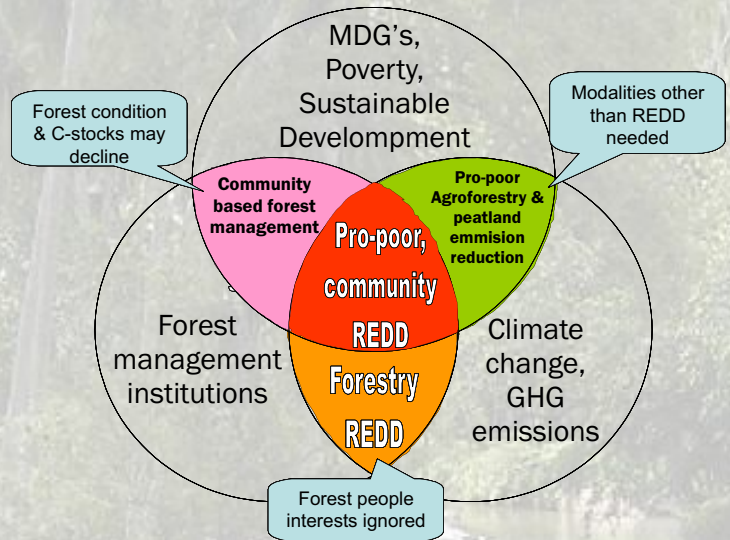 MDG's,
Poverty,
Sustainable
Develompment
Forest condition
& C-stocks may
decline
Modalities other
than REDD
needed
Community
based forest
management
Pro-poor
Agroforestry &
peatland
emmision
reduction
Pro-poor,
community
REDD
Forest
management
institutions
Climate
change,
GHG
emissions
Forestry
REDD
Forest people
interests ignored